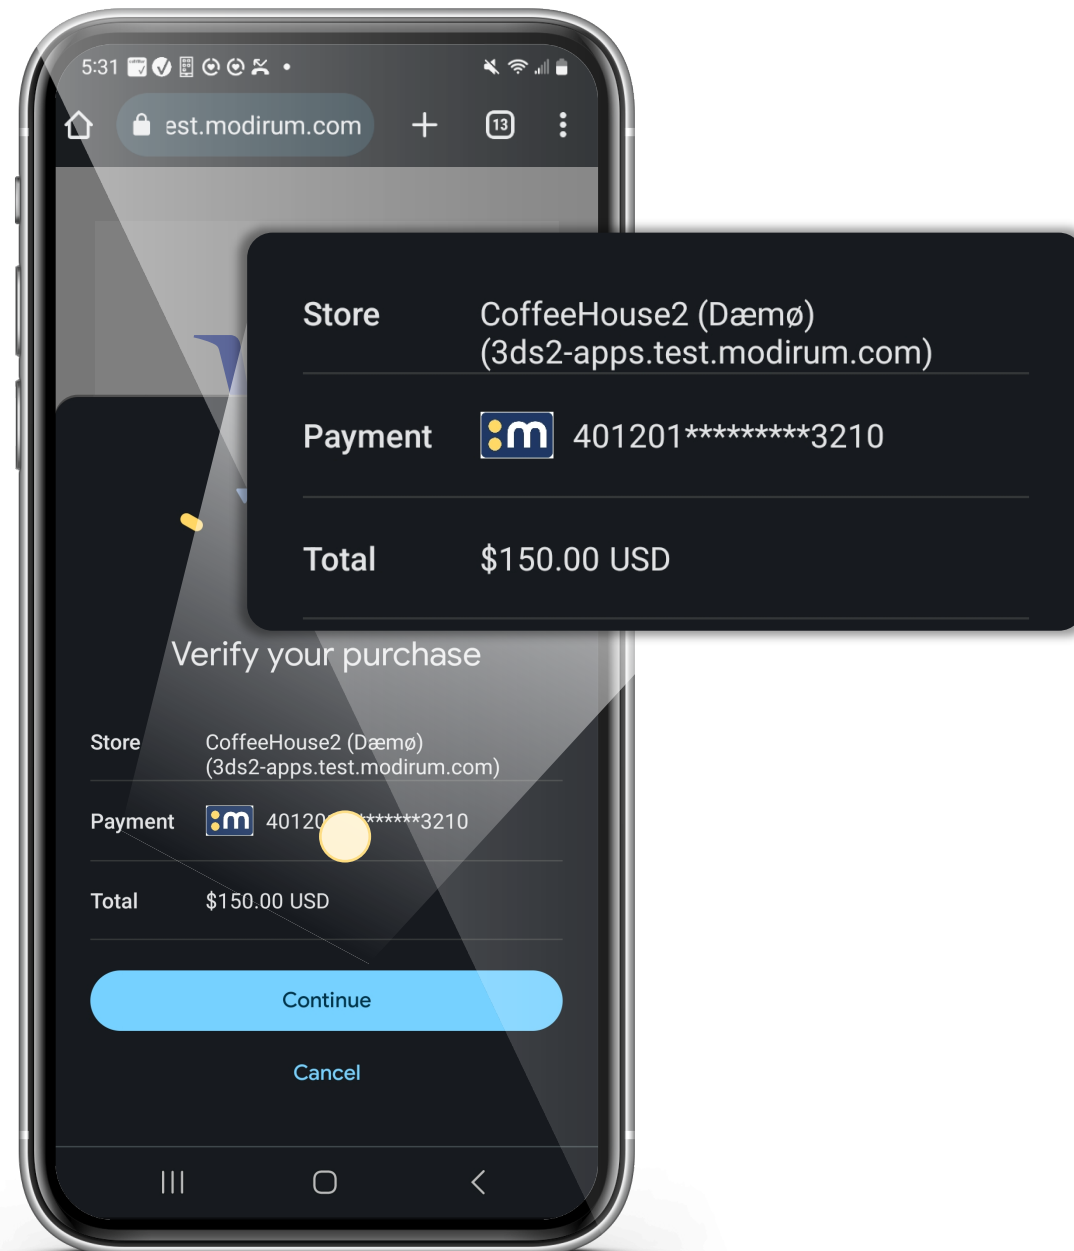 5:31
est.modirum.com
13
Store CoffeeHouse2 (Dæmø)
(3ds2-apps.test.modirum.com)
Payment :m 401201*********3210
Total $150.00 USD
Verify your purchase
Store CoffeeHouse2 (Dæmø)
(3ds2-apps.test.modirum.com)
Payment :m 40120 *******3210
Total $150.00 USD
Continue
Cancel